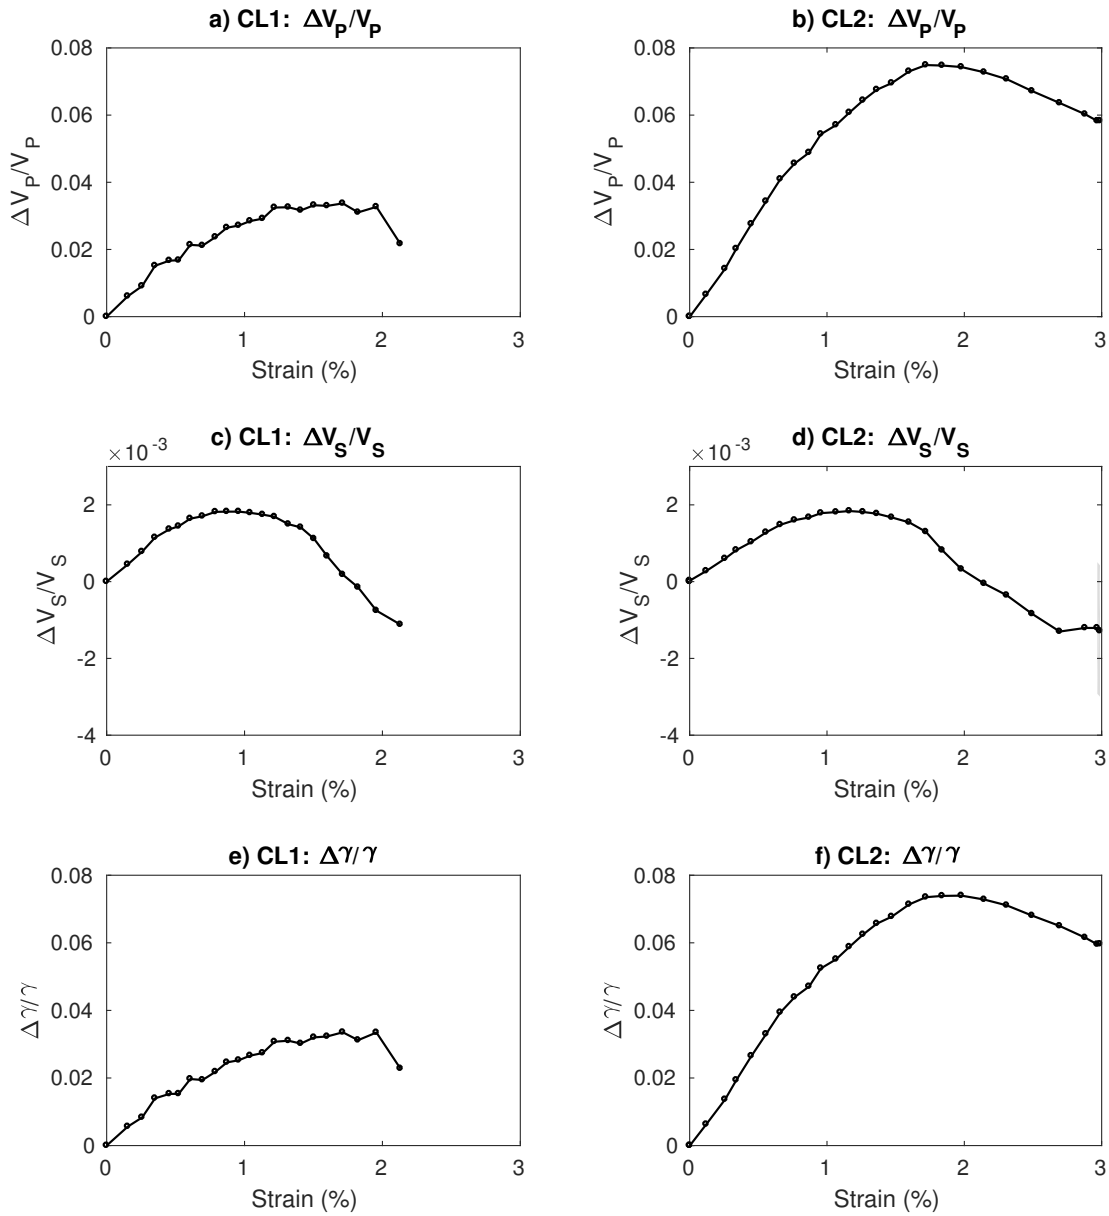 a) CL1: ΔV_P/V_P
0.08
0.06
0.04
0.02
0
ΔV_P/V_P
0 1 2 3
Strain (%)
b) CL2: ΔV_P/V_P
0.08
0.06
0.04
0.02
0
ΔV_P/V_P
0 1 2 3
Strain (%)
c) CL1: ΔV_S/V_S
×10^-3
2
0
-2
-4
ΔV_S/V_S
0 1 2 3
Strain (%)
d) CL2: ΔV_S/V_S
×10^-3
2
0
-2
-4
ΔV_S/V_S
0 1 2 3
Strain (%)
e) CL1: Δγ/γ
0.08
0.06
0.04
0.02
0
Δγ/γ
0 1 2 3
Strain (%)
f) CL2: Δγ/γ
0.08
0.06
0.04
0.02
0
Δγ/γ
0 1 2 3
Strain (%)